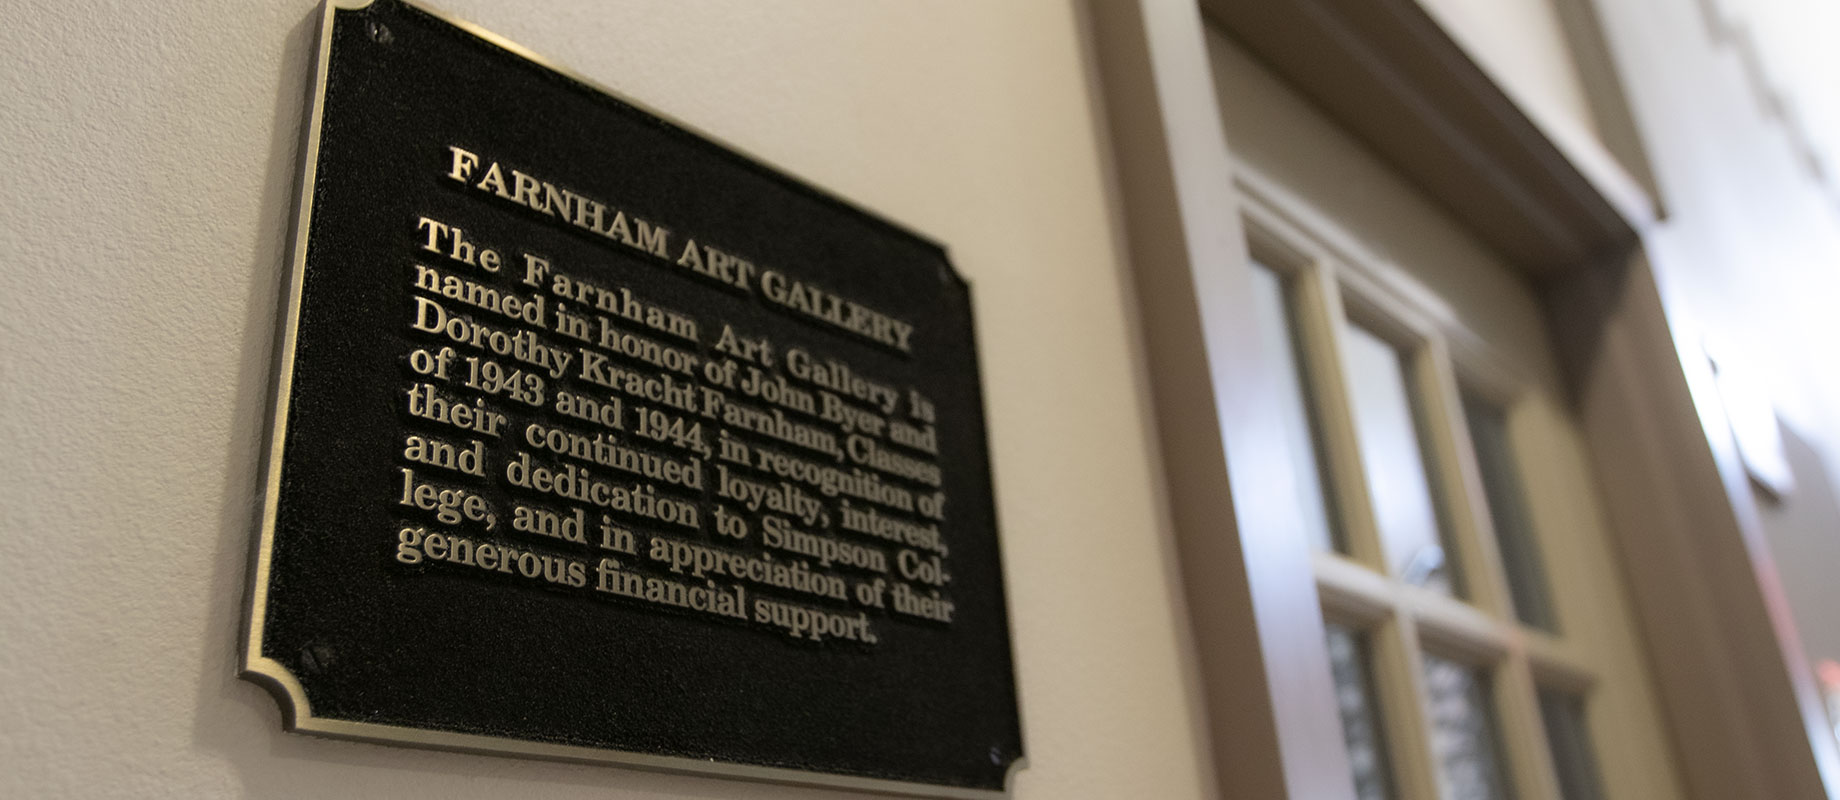 FARNHAM ART GALLERY
The Farnham Art Gallery is
named in honor of John Byer and
Dorothy Kracht Farnham, Classes
of 1943 and 1944, in recognition of
their continued loyalty, interest,
and dedication to Simpson Col-
lege, and in appreciation of their
generous financial support.